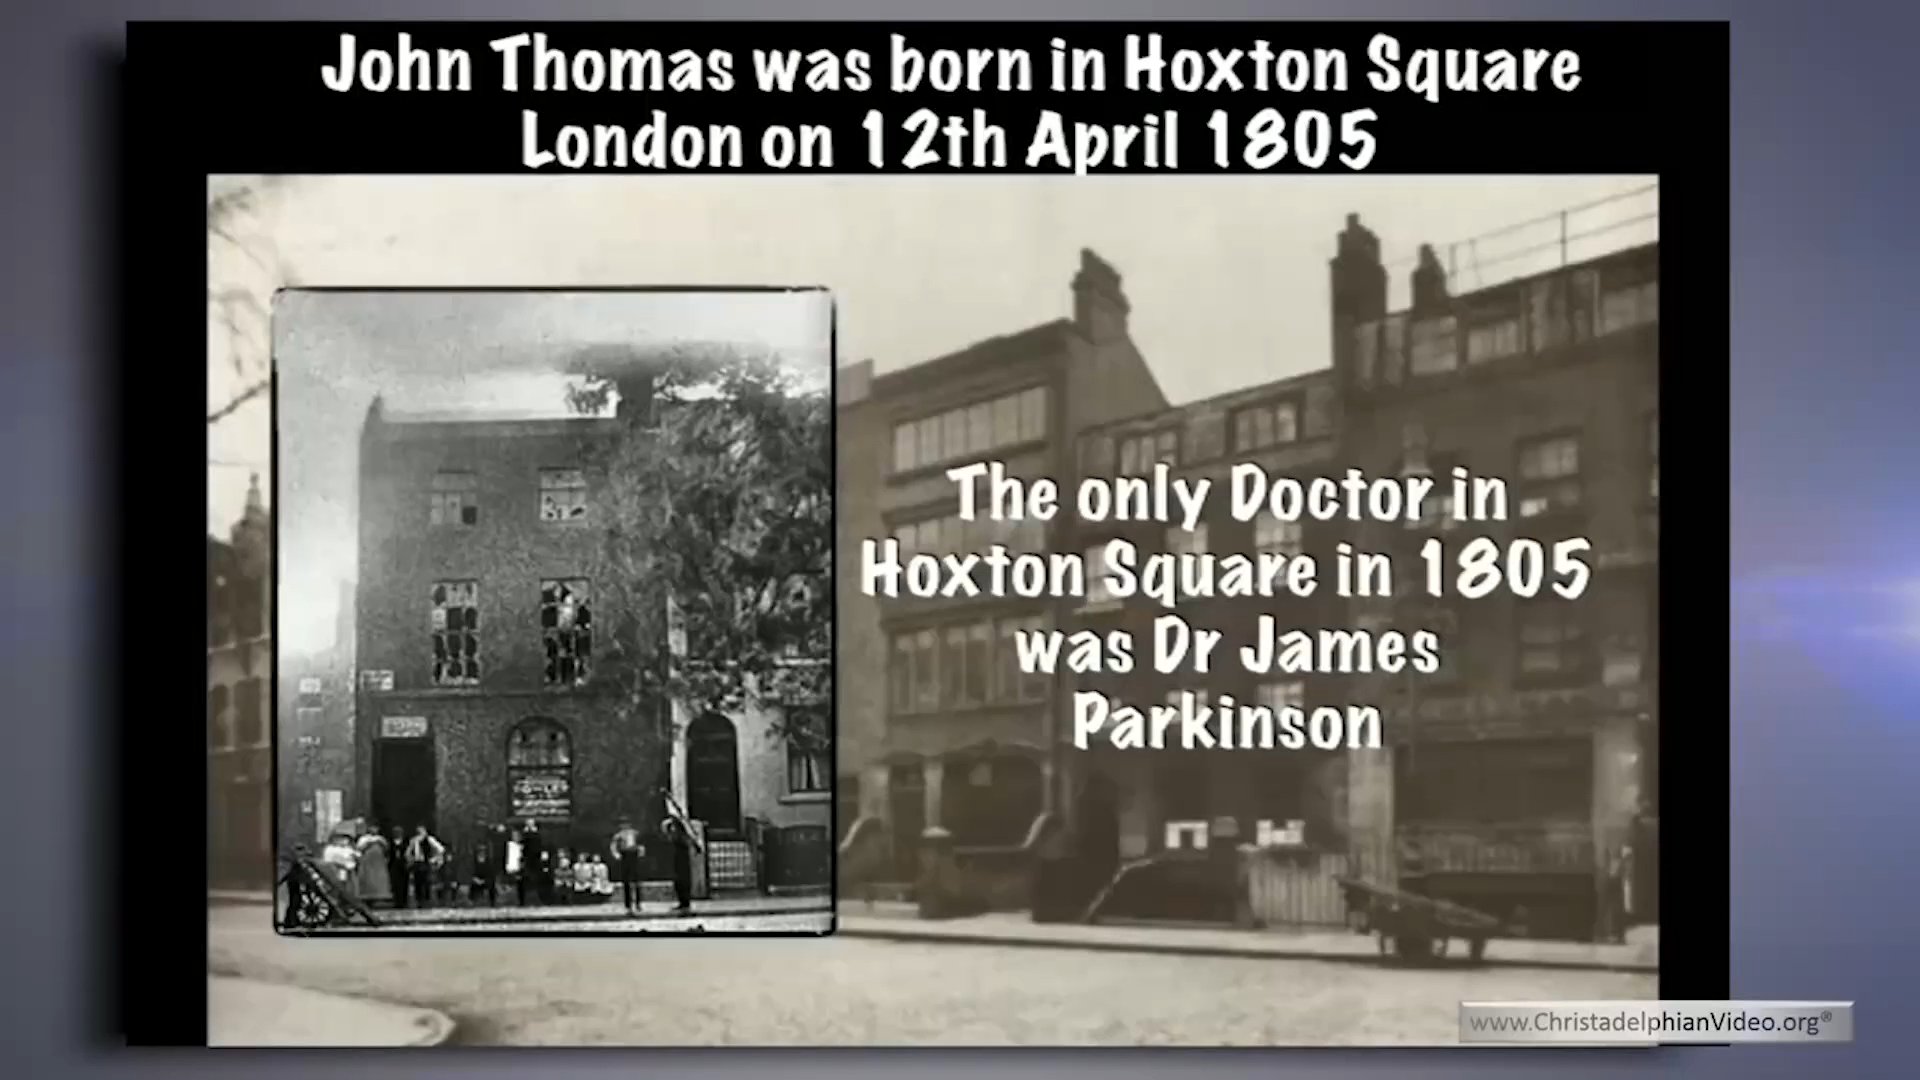 John Thomas was born in Hoxton Square
London on 12th April 1805
The only Doctor in
Hoxton Square in 1805
was Dr James
Parkinson
www.ChristadelphianVideo.org®